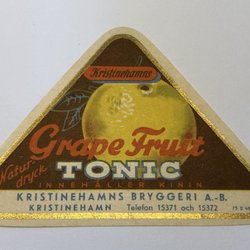 Kristinehamns
Grape Fruit
Natur-
dryck
TONIC
INNEHÅLLER KININ
KRISTINEHAMNS BRYGGERI A.-B.
KRISTINEHAMN Telefon 15371 och 15372